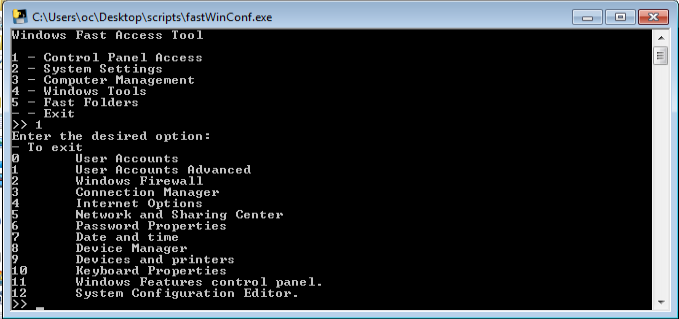 C:\Users\oc\Desktop\scripts\fastWinConf.exe
Windows Fast Access Tool
1 - Control Panel Access
2 - System Settings
3 - Computer Management
4 - Windows Tools
5 - Fast Folders
- - Exit
>> 1
Enter the desired option:
- To exit
0 User Accounts
1 User Accounts Advanced
2 Windows Firewall
3 Connection Manager
4 Internet Options
5 Network and Sharing Center
6 Password Properties
7 Date and time
8 Device Manager
9 Devices and printers
10 Keyboard Properties
11 Windows Features control panel.
12 System Configuration Editor.
>> _